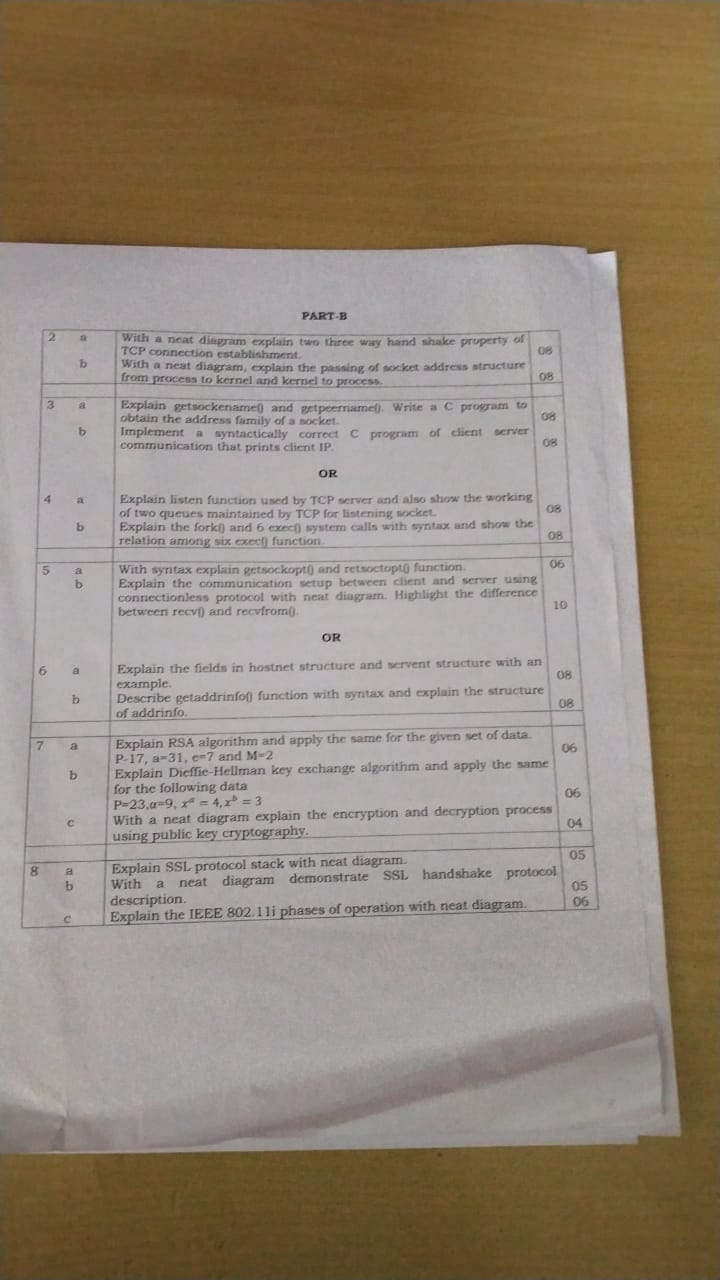 PART-B
2 a With a neat diagram explain two three way hand shake property of
TCP connection establishment. 08
b With a neat diagram, explain the passing of socket address structure
from process to kernel and kernel to process. 08
3 a Explain getsockename() and getpeername(). Write a C program to
obtain the address family of a socket. 08
b Implement a syntactically correct C program of client server
communication that prints client IP. 08
OR
4 a Explain listen function used by TCP server and also show the working
of two queues maintained by TCP for listening socket. 08
b Explain the fork() and 6 exec() system calls with syntax and show the
relation among six exec() function. 08
5 a With syntax explain getsockopt() and retsoctopt() function. 06
b Explain the communication setup between client and server using
connectionless protocol with neat diagram. Highlight the difference
between recv() and recvfrom(). 10
OR
6 a Explain the fields in hostnet structure and servent structure with an
example. 08
b Describe getaddrinfo() function with syntax and explain the structure
of addrinfo. 08
7 a Explain RSA algorithm and apply the same for the given set of data.
P-17, a=31, e=7 and M=2 06
b Explain Dieffie-Hellman key exchange algorithm and apply the same
for the following data
P=23,α=9, xᵃ = 4, xᵇ = 3 06
c With a neat diagram explain the encryption and decryption process
using public key cryptography. 04
8 a Explain SSL protocol stack with neat diagram. 05
b With a neat diagram demonstrate SSL handshake protocol
description. 05
c Explain the IEEE 802.11i phases of operation with neat diagram. 06